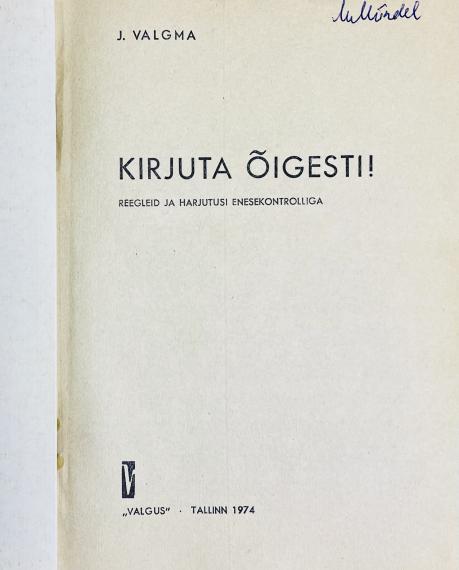 J. VALGMA
KIRJUTA ÕIGESTI!
REEGLEID JA HARJUTUSI ENESEKONTROLLIGA
V
„VALGUS” · TALLINN 1974